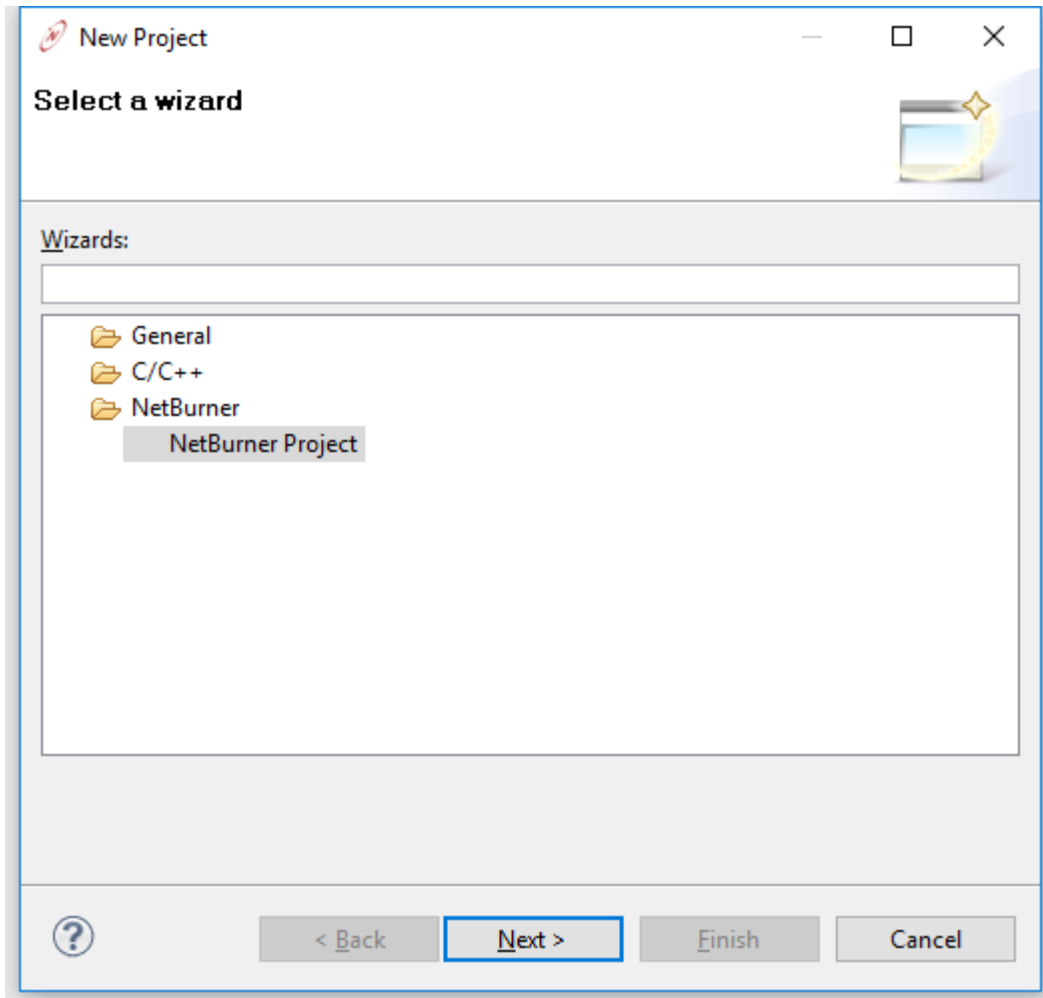 New Project
Select a wizard
Wizards:
General
C/C++
NetBurner
NetBurner Project
< Back
Next >
Finish
Cancel